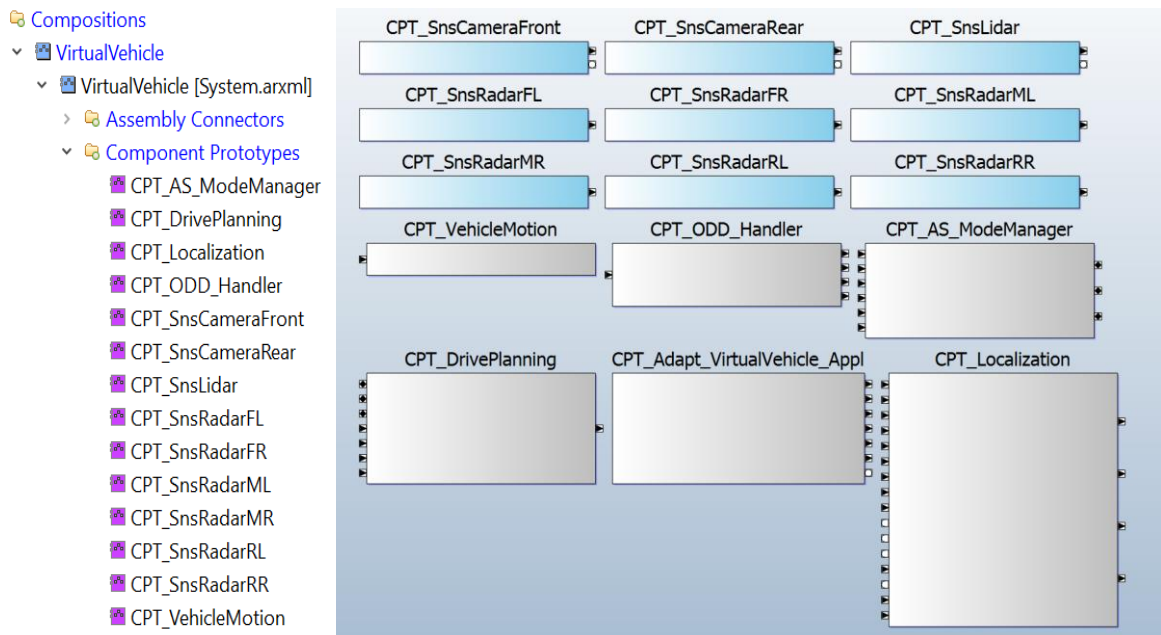 Compositions
VirtualVehicle
VirtualVehicle [System.arxml]
Assembly Connectors
Component Prototypes
CPT_AS_ModeManager
CPT_DrivePlanning
CPT_Localization
CPT_ODD_Handler
CPT_SnsCameraFront
CPT_SnsCameraRear
CPT_SnsLidar
CPT_SnsRadarFL
CPT_SnsRadarFR
CPT_SnsRadarML
CPT_SnsRadarMR
CPT_SnsRadarRL
CPT_SnsRadarRR
CPT_VehicleMotion
CPT_SnsCameraFront CPT_SnsCameraRear CPT_SnsLidar
CPT_SnsRadarFL CPT_SnsRadarFR CPT_SnsRadarML
CPT_SnsRadarMR CPT_SnsRadarRL CPT_SnsRadarRR
CPT_VehicleMotion CPT_ODD_Handler CPT_AS_ModeManager
CPT_DrivePlanning CPT_Adapt_VirtualVehicle_Appl CPT_Localization